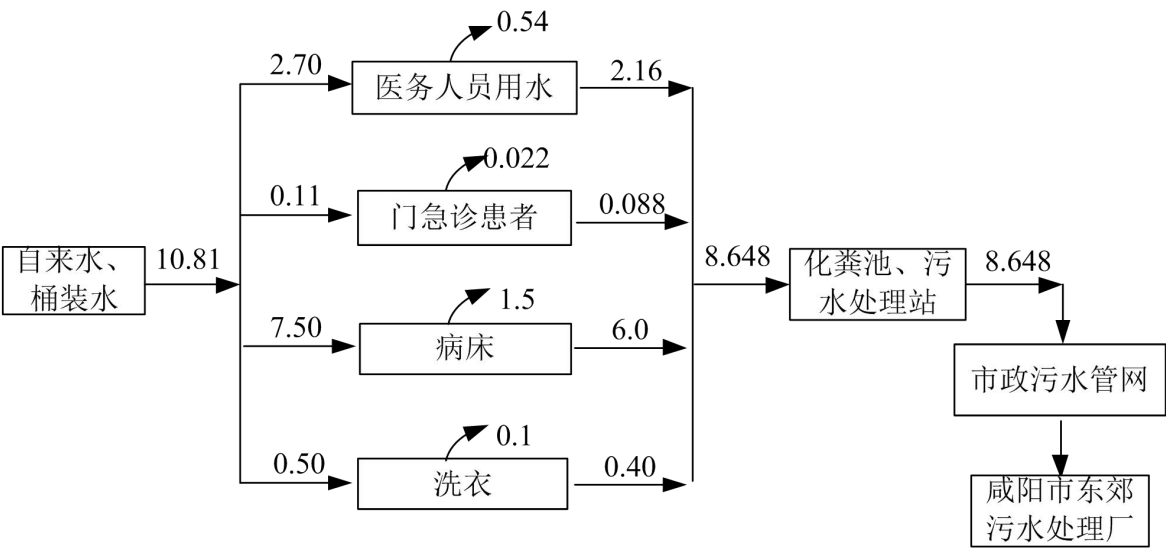 0.54
2.70
医务人员用水
2.16
0.022
0.11
门急诊患者
0.088
自来水、
桶装水
10.81
8.648
化粪池、污
水处理站
8.648
1.5
7.50
病床
6.0
市政污水管网
0.1
0.50
洗衣
0.40
咸阳市东郊
污水处理厂